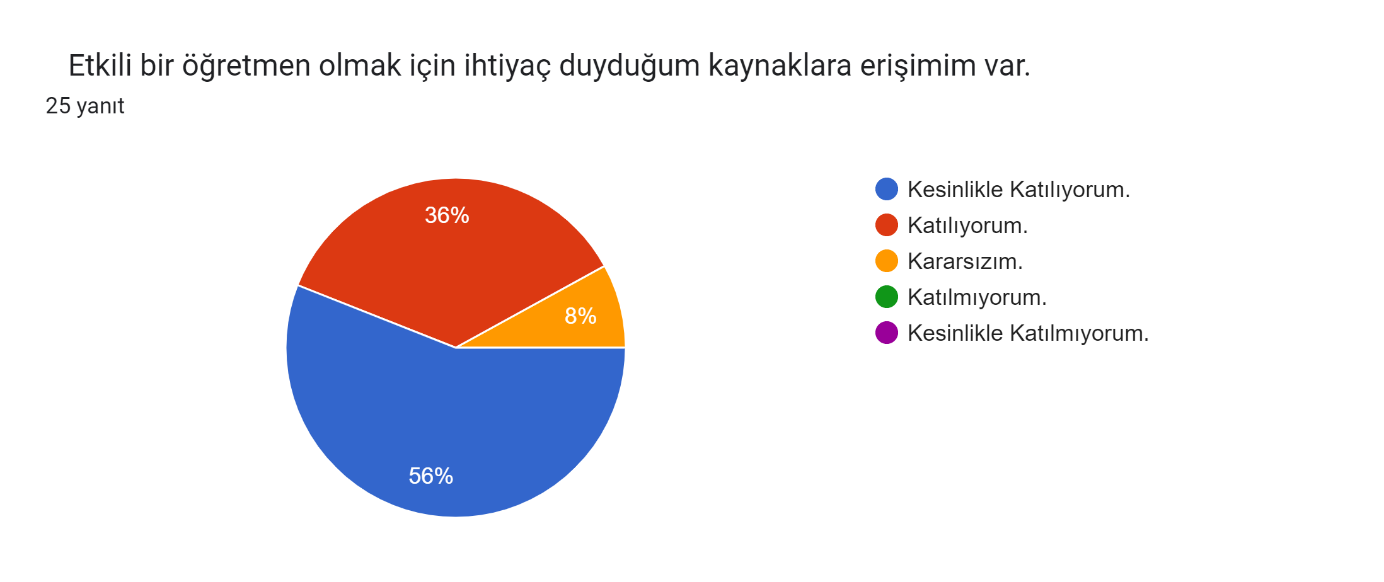 Etkili bir öğretmen olmak için ihtiyaç duyduğum kaynaklara erişimim var.
25 yanıt
36%
8%
56%
Kesinlikle Katılıyorum.
Katılıyorum.
Kararsızım.
Katılmıyorum.
Kesinlikle Katılmıyorum.